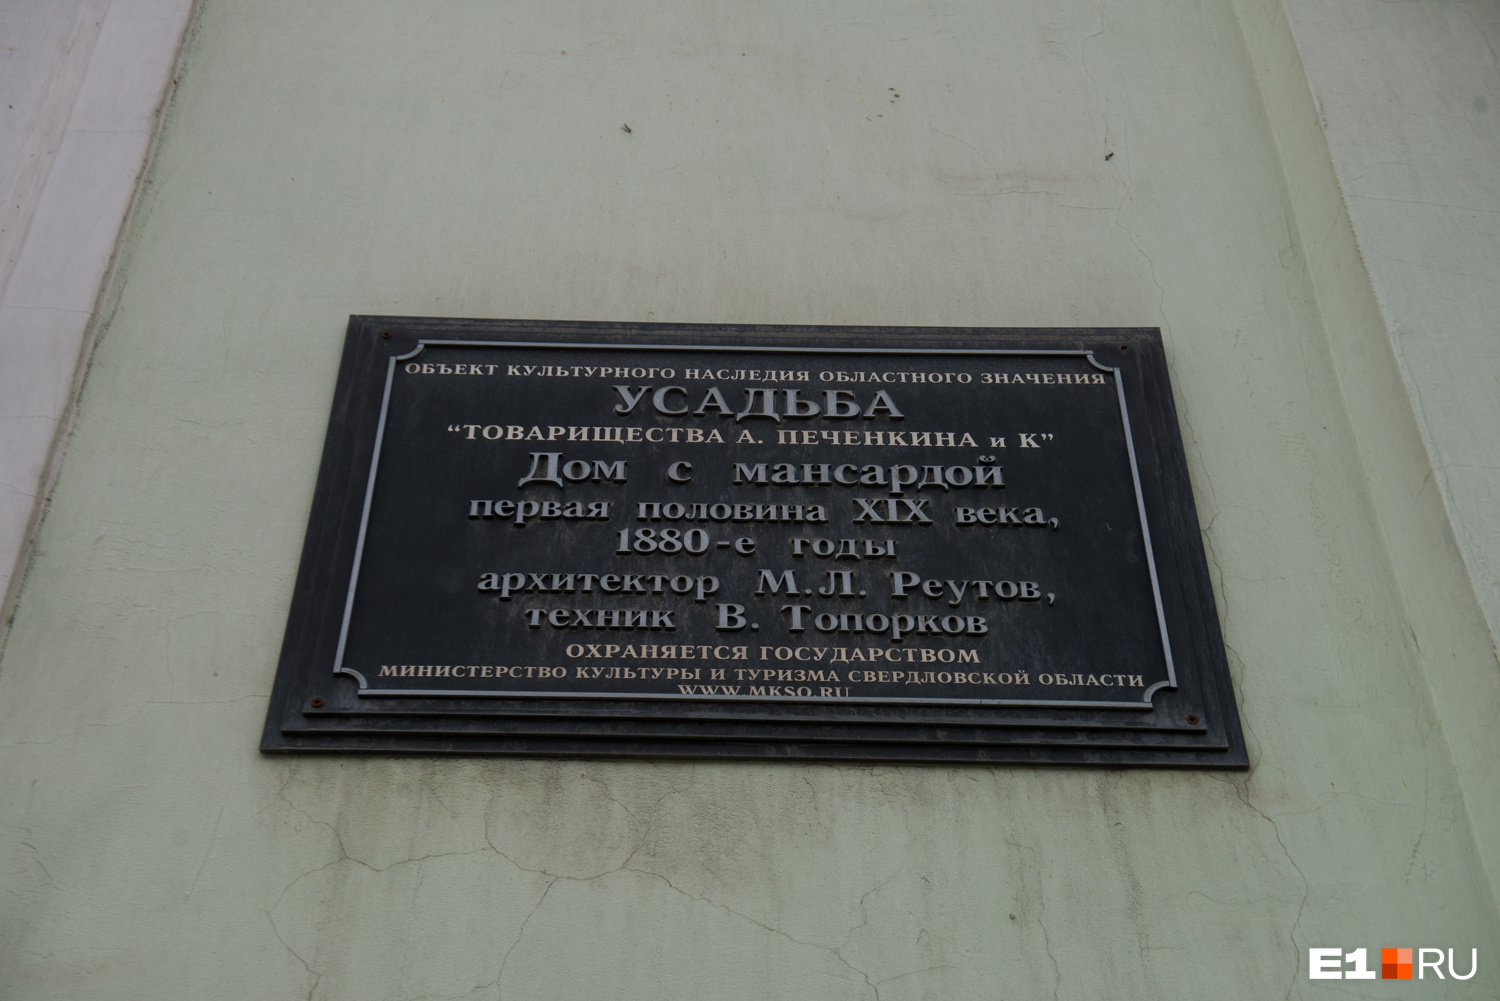 ОБЪЕКТ КУЛЬТУРНОГО НАСЛЕДИЯ ОБЛАСТНОГО ЗНАЧЕНИЯ
УСАДЬБА
“ТОВАРИЩЕСТВА А. ПЕЧЕНКИНА и К”
Дом с мансардой
первая половина XIX века,
1880-е годы
архитектор М.Л. Реутов,
техник В. Топорков
ОХРАНЯЕТСЯ ГОСУДАРСТВОМ
МИНИСТЕРСТВО КУЛЬТУРЫ И ТУРИЗМА СВЕРДЛОВСКОЙ ОБЛАСТИ
WWW.MKSO.RU
E1 RU